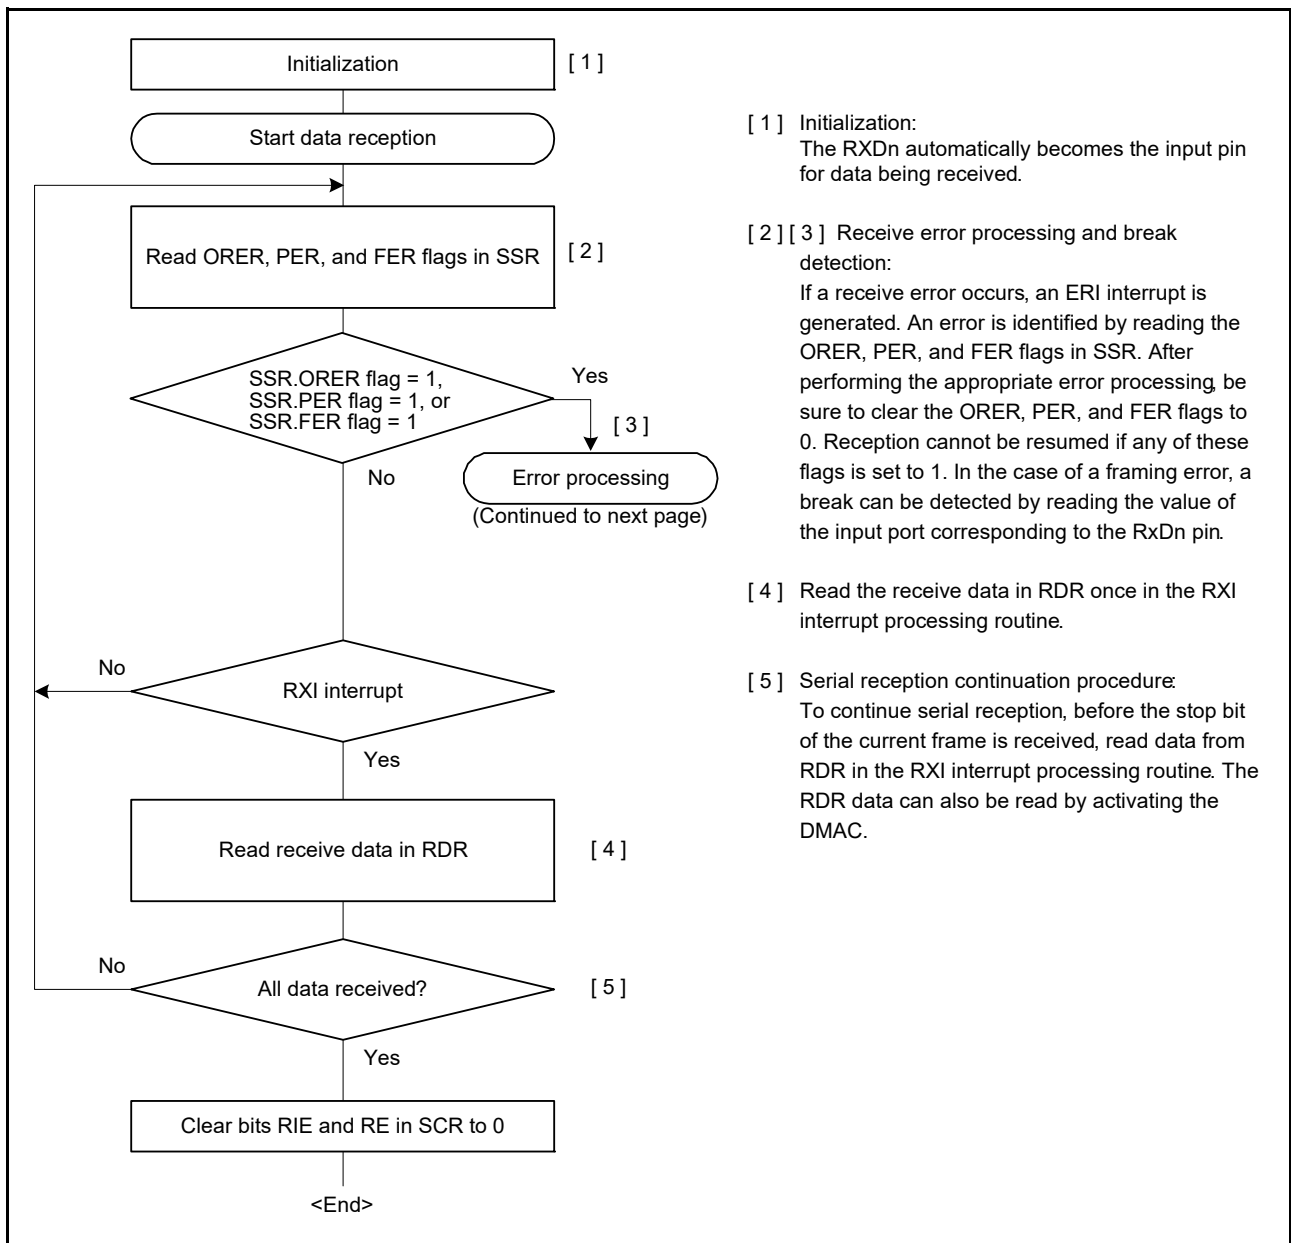 Initialization
[ 1 ]
Start data reception
Read ORER, PER, and FER flags in SSR
[ 2 ]
SSR.ORER flag = 1,
SSR.PER flag = 1, or
SSR.FER flag = 1
Yes
[ 3 ]
No
Error processing
(Continued to next page)
No
RXI interrupt
Yes
Read receive data in RDR
[ 4 ]
No
All data received?
[ 5 ]
Yes
Clear bits RIE and RE in SCR to 0
<End>
[ 1 ] Initialization:
The RXDn automatically becomes the input pin
for data being received.
[ 2 ] [ 3 ] Receive error processing and break
detection:
If a receive error occurs, an ERI interrupt is
generated. An error is identified by reading the
ORER, PER, and FER flags in SSR. After
performing the appropriate error processing, be
sure to clear the ORER, PER, and FER flags to
0. Reception cannot be resumed if any of these
flags is set to 1. In the case of a framing error, a
break can be detected by reading the value of
the input port corresponding to the RxDn pin.
[ 4 ] Read the receive data in RDR once in the RXI
interrupt processing routine.
[ 5 ] Serial reception continuation procedure:
To continue serial reception, before the stop bit
of the current frame is received, read data from
RDR in the RXI interrupt processing routine. The
RDR data can also be read by activating the
DMAC.